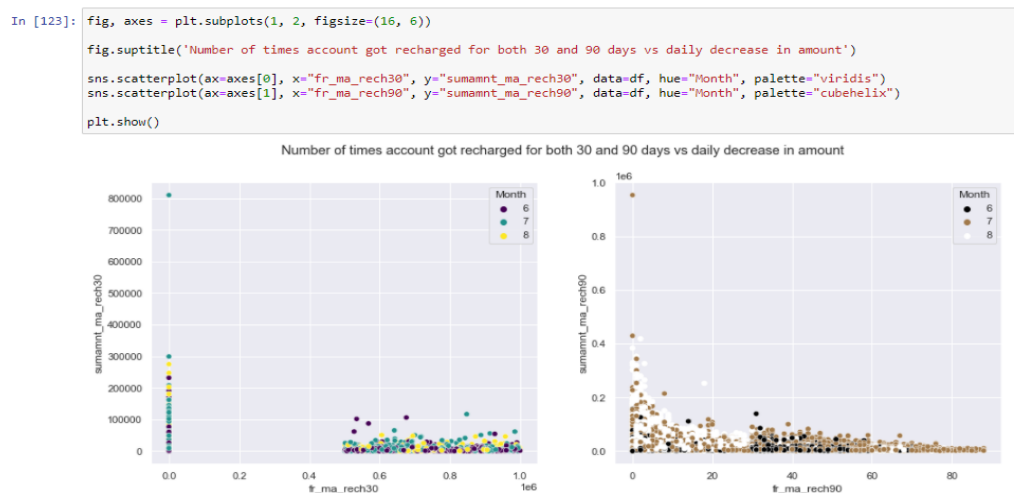 In [123]: fig, axes = plt.subplots(1, 2, figsize=(16, 6))
fig.suptitle('Number of times account got recharged for both 30 and 90 days vs daily decrease in amount')
sns.scatterplot(ax=axes[0], x="fr_ma_rech30", y="sumamnt_ma_rech30", data=df, hue="Month", palette="viridis")
sns.scatterplot(ax=axes[1], x="fr_ma_rech90", y="sumamnt_ma_rech90", data=df, hue="Month", palette="cubehelix")
plt.show()
Number of times account got recharged for both 30 and 90 days vs daily decrease in amount
800000
700000
600000
500000
400000
300000
200000
100000
0
sumamnt_ma_rech30
Month
6
7
8
0.0 0.2 0.4 0.6 0.8 1.0
1e6
fr_ma_rech30
1e6
1.0
0.8
0.6
0.4
0.2
0.0
sumamnt_ma_rech90
Month
6
7
8
0 20 40 60 80
fr_ma_rech90